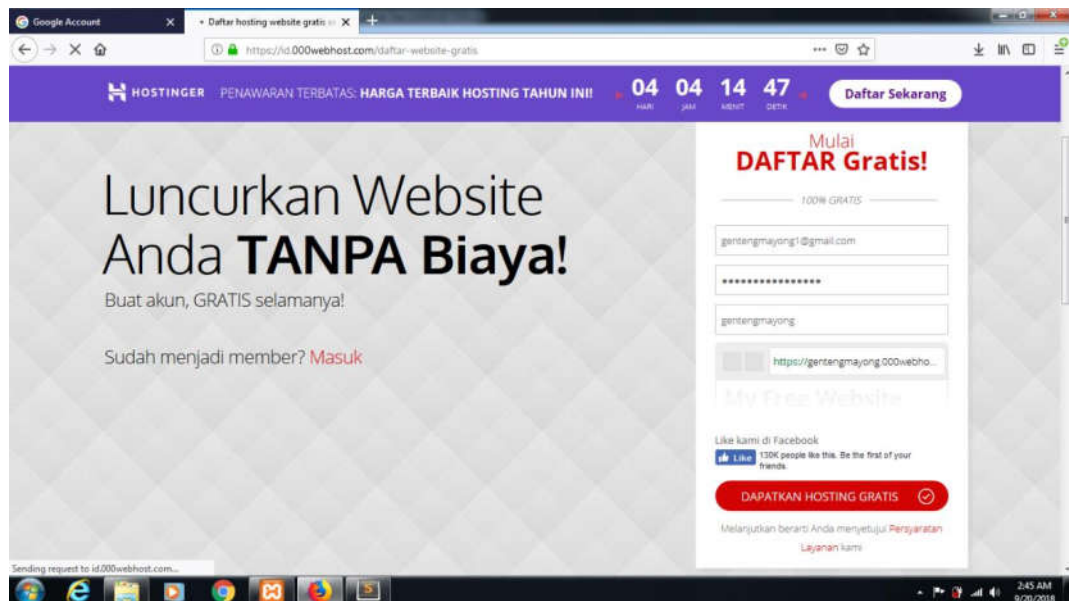 Google Account
Daftar hosting website gratis
https://id.000webhost.com/daftar-website-gratis
HOSTINGER PENAWARAN TERBATAS: HARGA TERBAIK HOSTING TAHUN INI!
04 04 14 47
HARI JAM MENIT DETIK
Daftar Sekarang
Luncurkan Website
Anda TANPA Biaya!
Buat akun, GRATIS selamanya!
Sudah menjadi member? Masuk
Mulai
DAFTAR Gratis!
100% GRATIS
gentengmayong1@gmail.com
••••••••••••••••
gentengmayong
https://gentengmayong.000webho...
My Free Website
Like kami di Facebook
Like 130K people like this. Be the first of your
friends.
DAPATKAN HOSTING GRATIS
Melanjutkan berarti Anda menyetujui Persyaratan
Layanan kami
Sending request to id.000webhost.com...
2:45 AM
9/20/2018